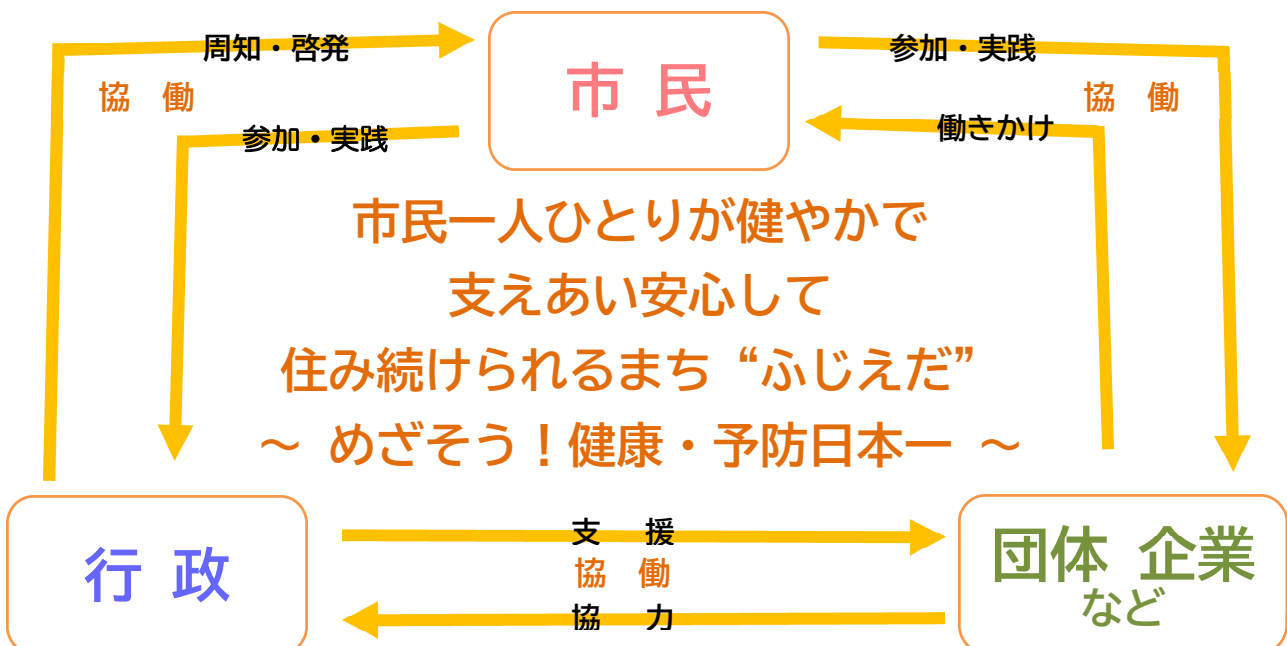 周知・啓発
市 民
参加・実践
協 働
協 働
参加・実践
働きかけ
市民一人ひとりが健やかで
支えあい安心して
住み続けられるまち “ふじえだ”
～ めざそう！健康・予防日本一 ～
行 政
支 援
協 働
協 力
団体 企業
など